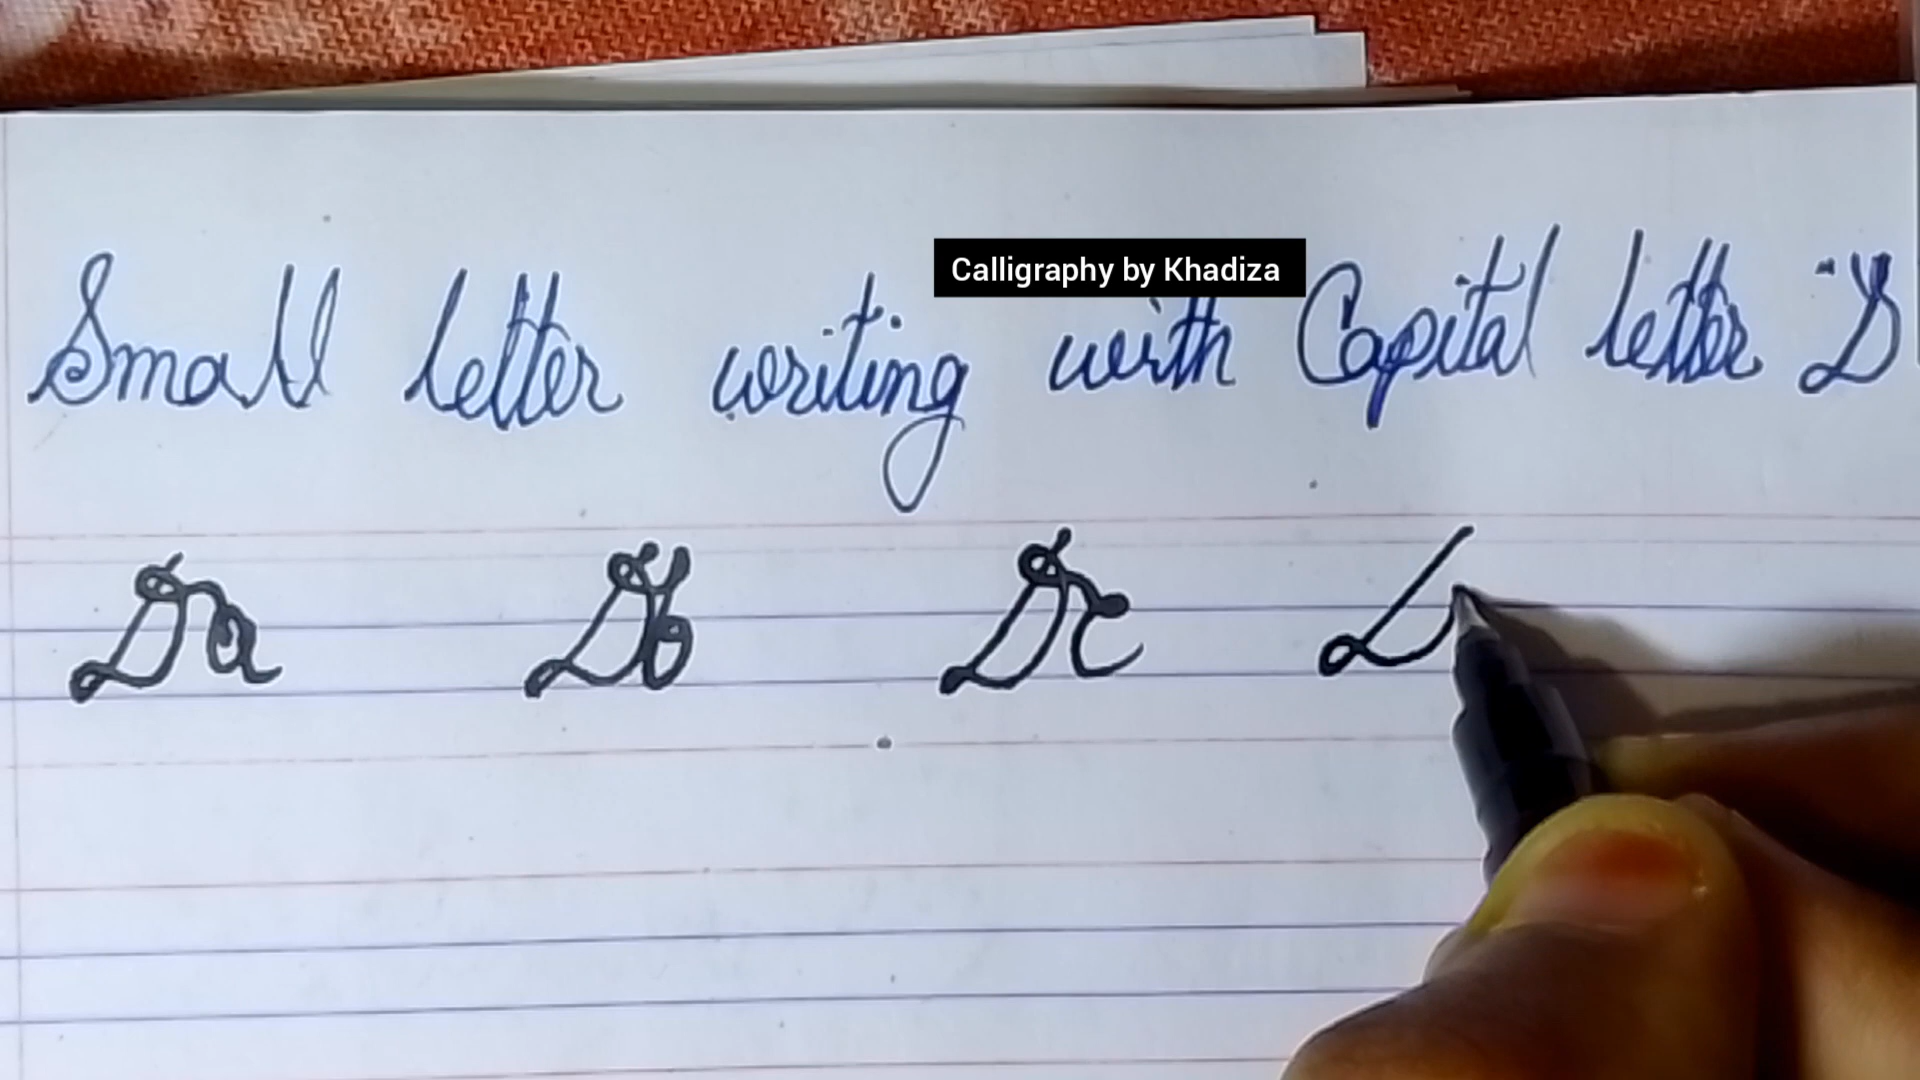 Calligraphy by Khadiza
Small letter writing with Capital letter "D
Da Db Dc